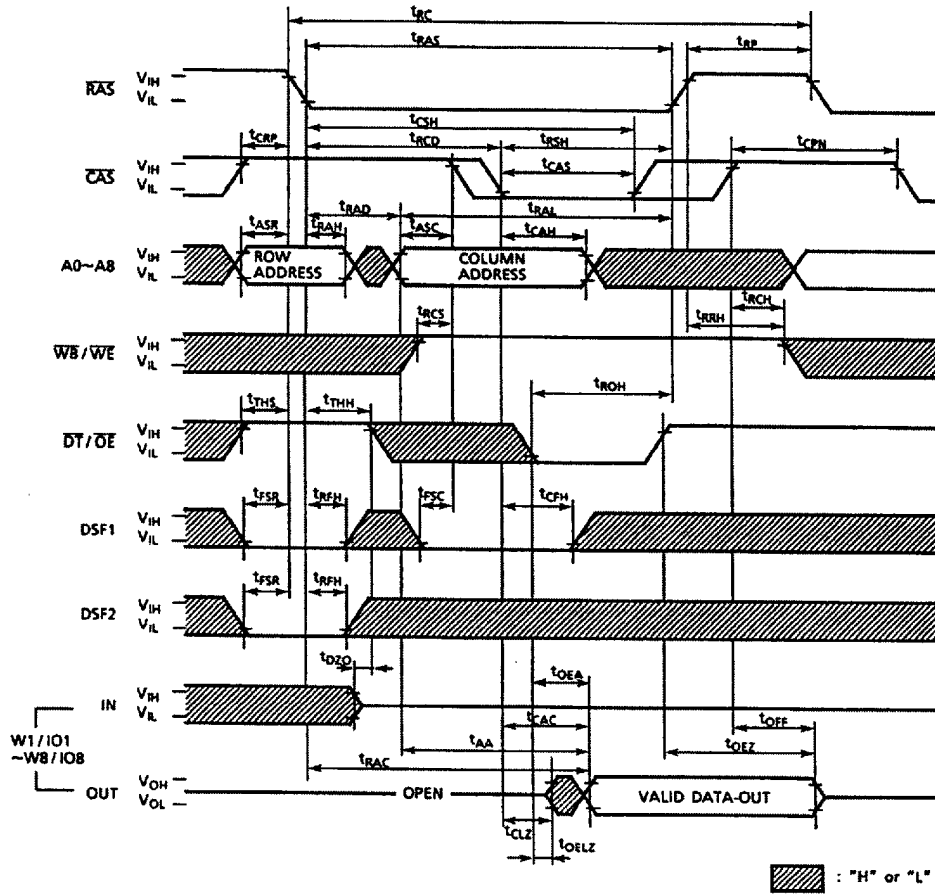 tRC
tRAS tRP
RAS VIH
VIL
tCSH
tCRP tRCD tRSH tCPN
CAS VIH tCAS
VIL
tRAD tRAL
tASR tRAH tASC tCAH
A0~A8 VIH ROW ADDRESS COLUMN ADDRESS
VIL
tRCS tRCH
tRRH
WB/WE VIH
VIL
tROH
tTHS tTHH
DT/OE VIH
VIL
tFSR tRFH tFSC tCFH
DSF1 VIH
VIL
tFSR tRFH
DSF2 VIH
VIL
tDZO tOEA
IN VIH
VIL
tCAC tOFF
W1/IO1
~W8/IO8
tAA tOEZ
tRAC
OUT VOH OPEN VALID DATA-OUT
VOL
tCLZ
tOELZ
: "H" or "L"